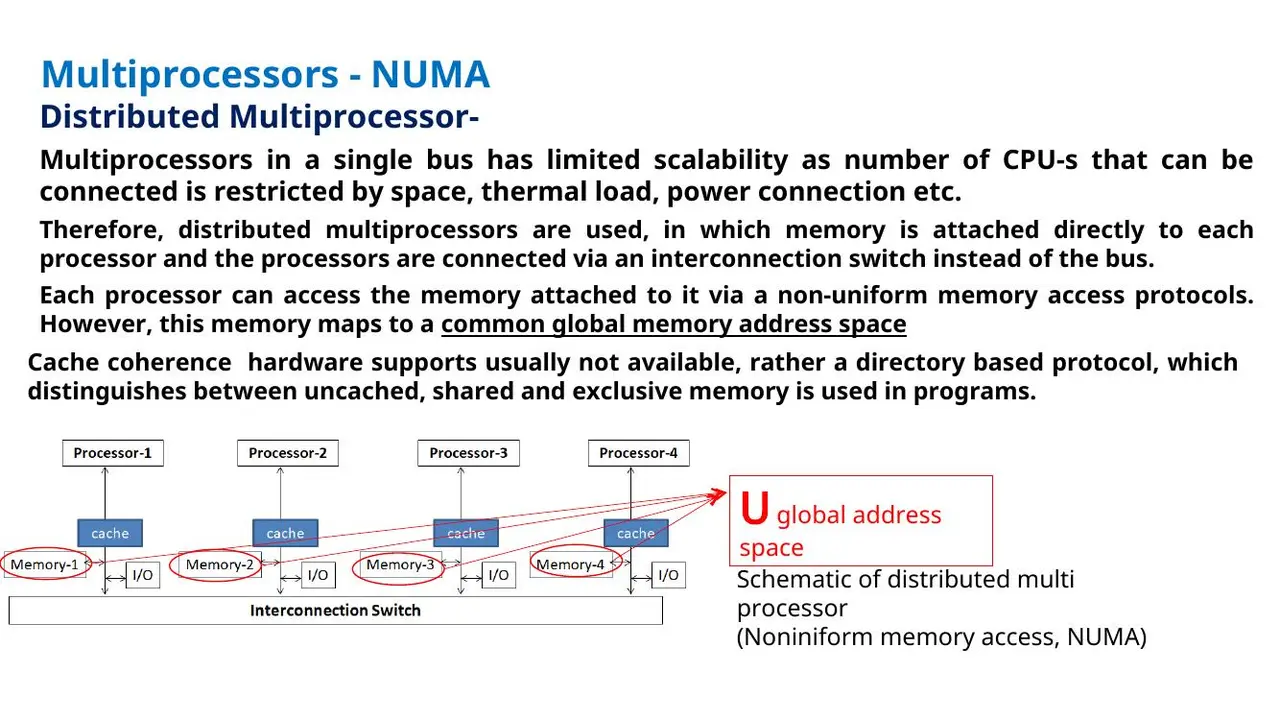 Multiprocessors - NUMA
Distributed Multiprocessor-
Multiprocessors in a single bus has limited scalability as number of CPU-s that can be
connected is restricted by space, thermal load, power connection etc.
Therefore, distributed multiprocessors are used, in which memory is attached directly to each
processor and the processors are connected via an interconnection switch instead of the bus.
Each processor can access the memory attached to it via a non-uniform memory access protocols.
However, this memory maps to a common global memory address space
Cache coherence hardware supports usually not available, rather a directory based protocol, which
distinguishes between uncached, shared and exclusive memory is used in programs.
Processor-1 Processor-2 Processor-3 Processor-4
cache cache cache cache
Memory-1 Memory-2 Memory-3 Memory-4
I/O I/O I/O I/O
Interconnection Switch
U global address
space
Schematic of distributed multi
processor
(Noniniform memory access, NUMA)